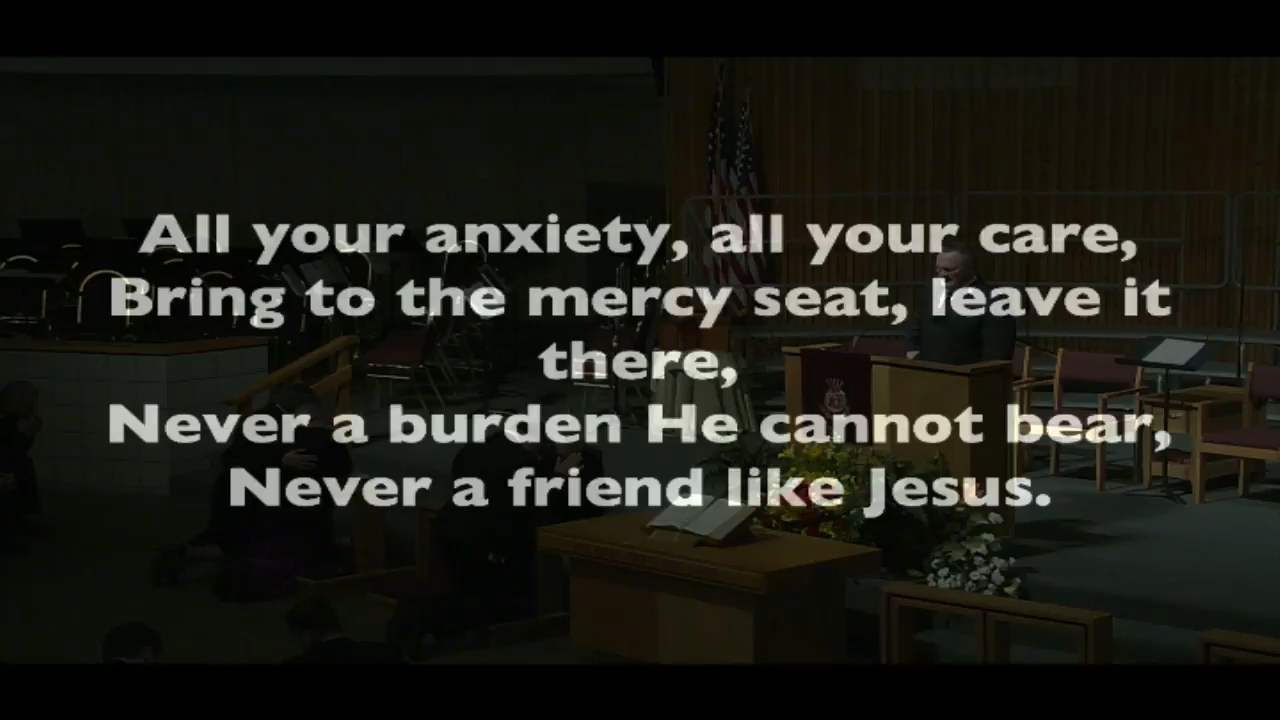 All your anxiety, all your care,
Bring to the mercy seat, leave it
there,
Never a burden He cannot bear,
Never a friend like Jesus.